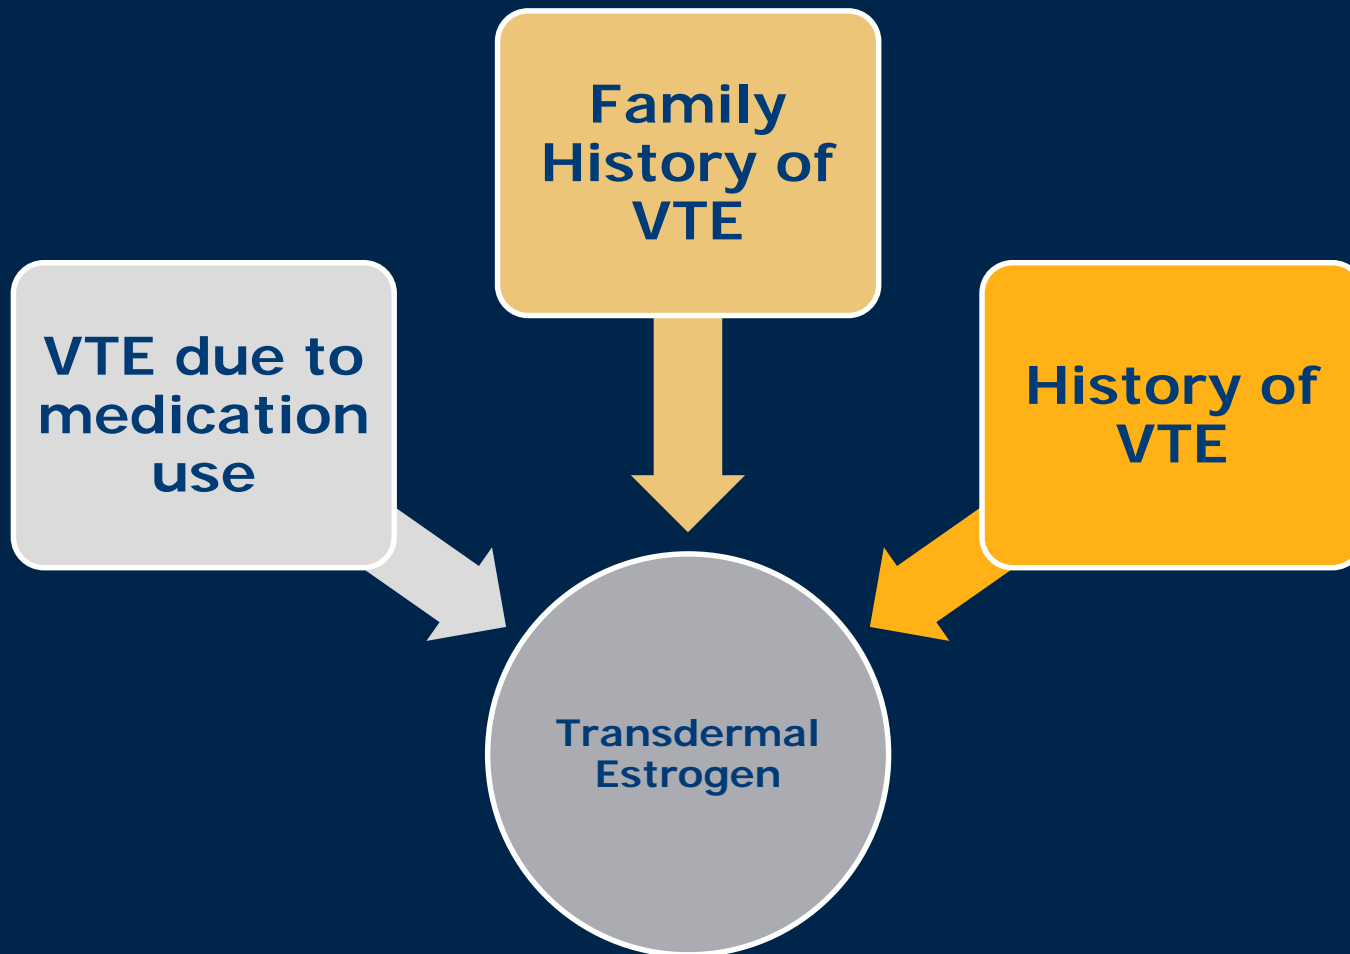 Family
History of
VTE
VTE due to
medication
use
History of
VTE
Transdermal
Estrogen